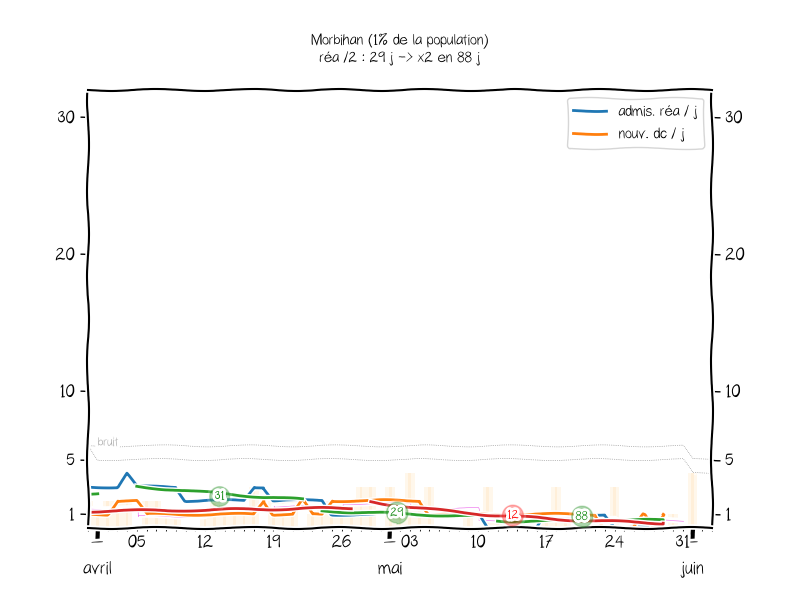 Morbihan (1% de la population)
réa /2 : 29 j -> x2 en 88 j
admis. réa / j
nouv. dc / j
30
30
20
20
10
10
bruit
5
5
31
29
12
88
1
1
05
12
19
26
03
10
17
24
31
avril
mai
juin